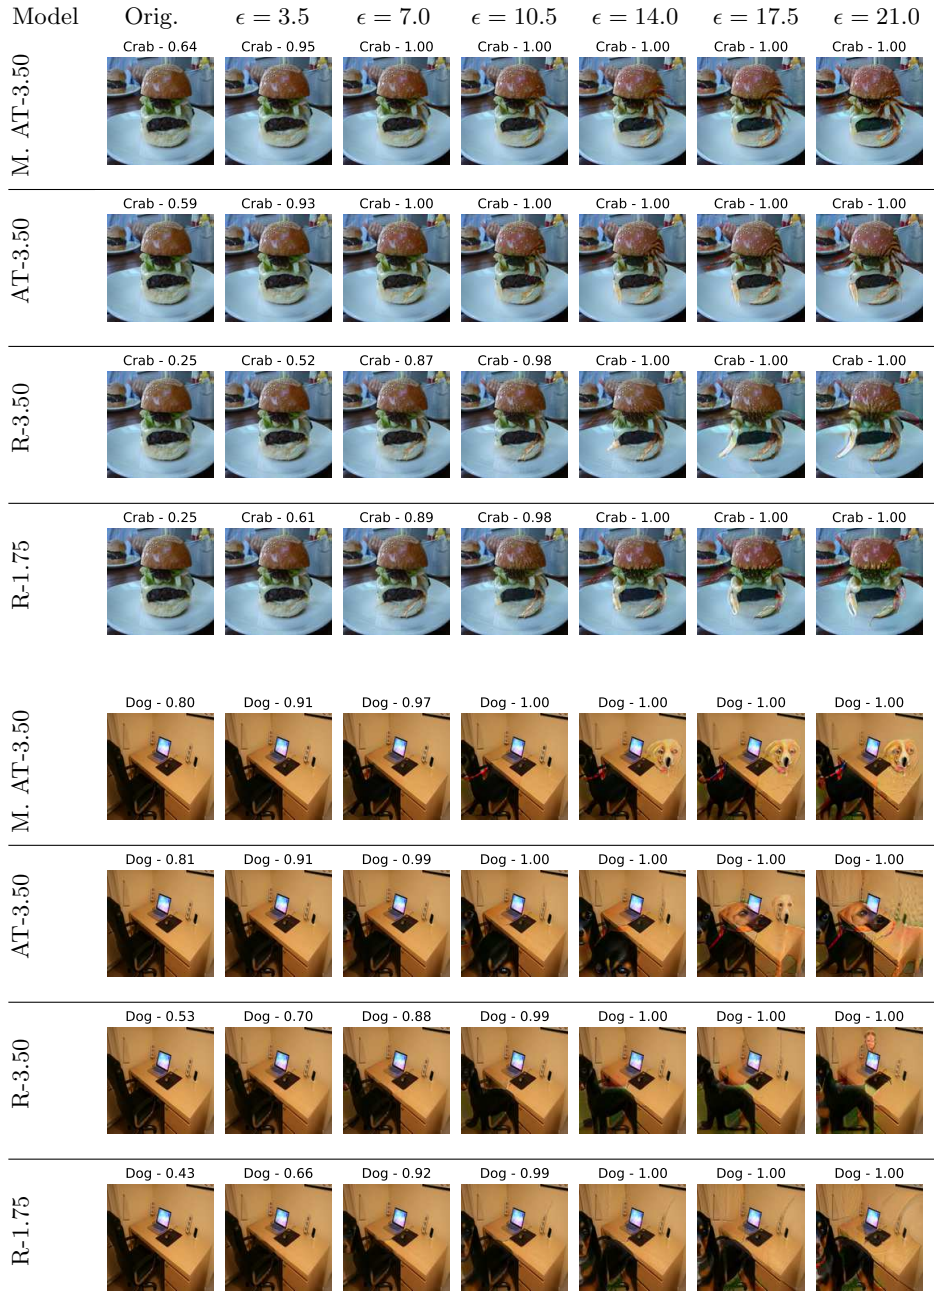 Model Orig. ϵ = 3.5 ϵ = 7.0 ϵ = 10.5 ϵ = 14.0 ϵ = 17.5 ϵ = 21.0
M. AT-3.50
Crab - 0.64 Crab - 0.95 Crab - 1.00 Crab - 1.00 Crab - 1.00 Crab - 1.00 Crab - 1.00
AT-3.50
Crab - 0.59 Crab - 0.93 Crab - 1.00 Crab - 1.00 Crab - 1.00 Crab - 1.00 Crab - 1.00
R-3.50
Crab - 0.25 Crab - 0.52 Crab - 0.87 Crab - 0.98 Crab - 1.00 Crab - 1.00 Crab - 1.00
R-1.75
Crab - 0.25 Crab - 0.61 Crab - 0.89 Crab - 0.98 Crab - 1.00 Crab - 1.00 Crab - 1.00
M. AT-3.50
Dog - 0.80 Dog - 0.91 Dog - 0.97 Dog - 1.00 Dog - 1.00 Dog - 1.00 Dog - 1.00
AT-3.50
Dog - 0.81 Dog - 0.91 Dog - 0.99 Dog - 1.00 Dog - 1.00 Dog - 1.00 Dog - 1.00
R-3.50
Dog - 0.53 Dog - 0.70 Dog - 0.88 Dog - 0.99 Dog - 1.00 Dog - 1.00 Dog - 1.00
R-1.75
Dog - 0.43 Dog - 0.66 Dog - 0.92 Dog - 0.99 Dog - 1.00 Dog - 1.00 Dog - 1.00